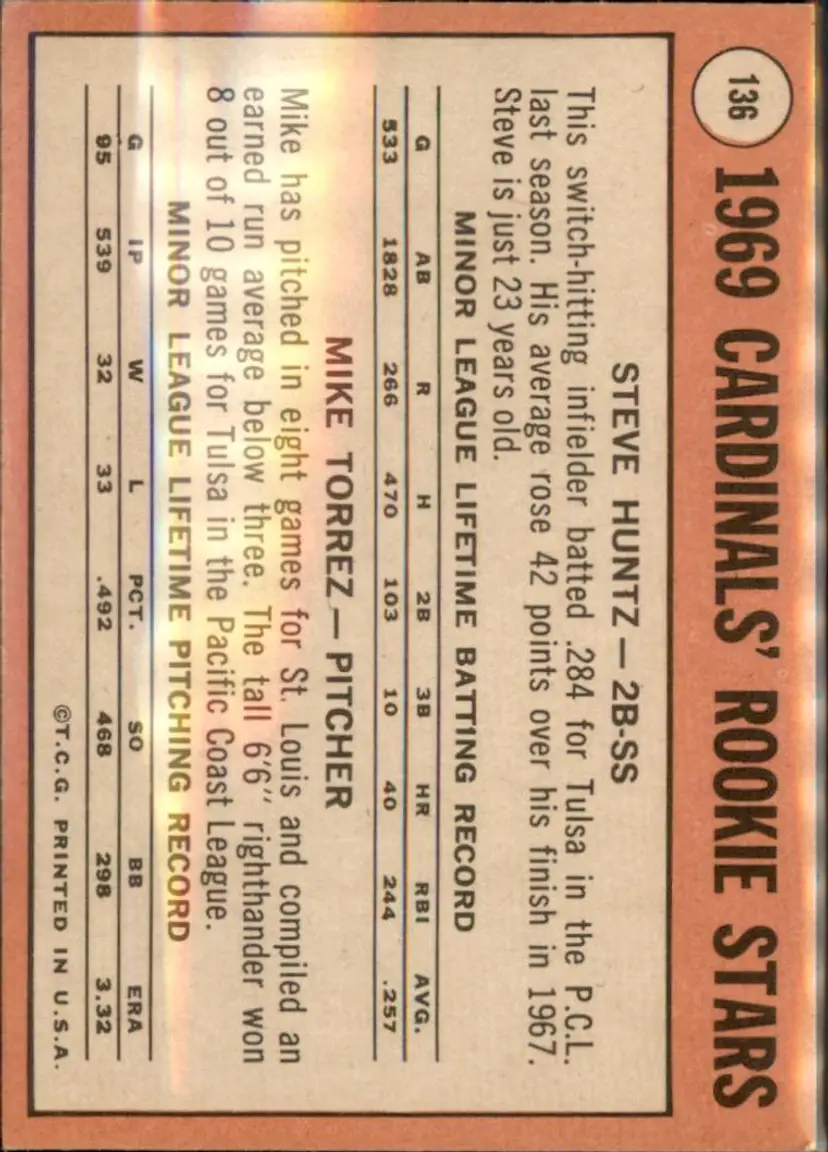 136
1969 CARDINALS' ROOKIE STARS
STEVE HUNTZ — 2B-SS
This switch-hitting infielder batted .284 for Tulsa in the P.C.L.
last season. His average rose 42 points over his finish in 1967.
Steve is just 23 years old.
MINOR LEAGUE LIFETIME BATTING RECORD
G AB R H 2B 3B HR RBI AVG.
533 1828 266 470 103 10 40 244 .257
MIKE TORREZ — PITCHER
Mike has pitched in eight games for St. Louis and compiled an
earned run average below three. The tall 6'6" righthander won
8 out of 10 games for Tulsa in the Pacific Coast League.
MINOR LEAGUE LIFETIME PITCHING RECORD
G IP W L PCT. SO BB ERA
95 539 32 33 .492 468 298 3.32
©T.C.G. PRINTED IN U.S.A.